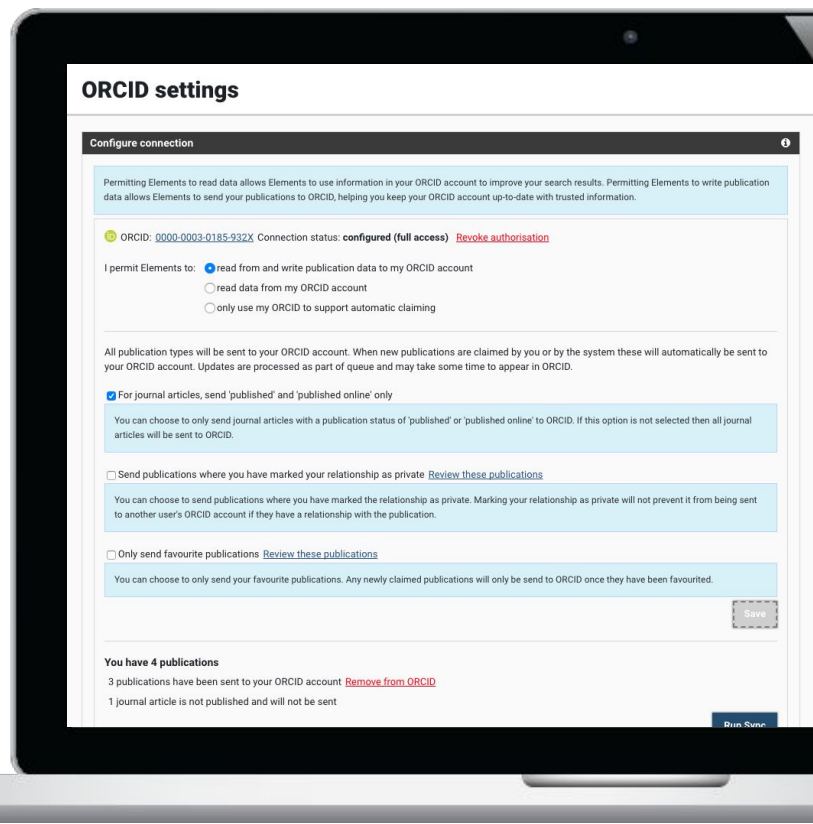 ORCID settings
Configure connection
Permitting Elements to read data allows Elements to use information in your ORCID account to improve your search results. Permitting Elements to write publication
data allows Elements to send your publications to ORCID, helping you keep your ORCID account up-to-date with trusted information.
iD ORCID: 0000-0003-0185-932X Connection status: configured (full access) Revoke authorisation
I permit Elements to: read from and write publication data to my ORCID account
read data from my ORCID account
only use my ORCID to support automatic claiming
All publication types will be sent to your ORCID account. When new publications are claimed by you or by the system these will automatically be sent to
your ORCID account. Updates are processed as part of queue and may take some time to appear in ORCID.
For journal articles, send 'published' and 'published online' only
You can choose to only send journal articles with a publication status of 'published' or 'published online' to ORCID. If this option is not selected then all journal
articles will be sent to ORCID.
Send publications where you have marked your relationship as private Review these publications
You can choose to send publications where you have marked the relationship as private. Marking your relationship as private will not prevent it from being sent
to another user's ORCID account if they have a relationship with the publication.
Only send favourite publications Review these publications
You can choose to only send your favourite publications. Any newly claimed publications will only be send to ORCID once they have been favourited.
Save
You have 4 publications
3 publications have been sent to your ORCID account Remove from ORCID
1 journal article is not published and will not be sent
Run Sync